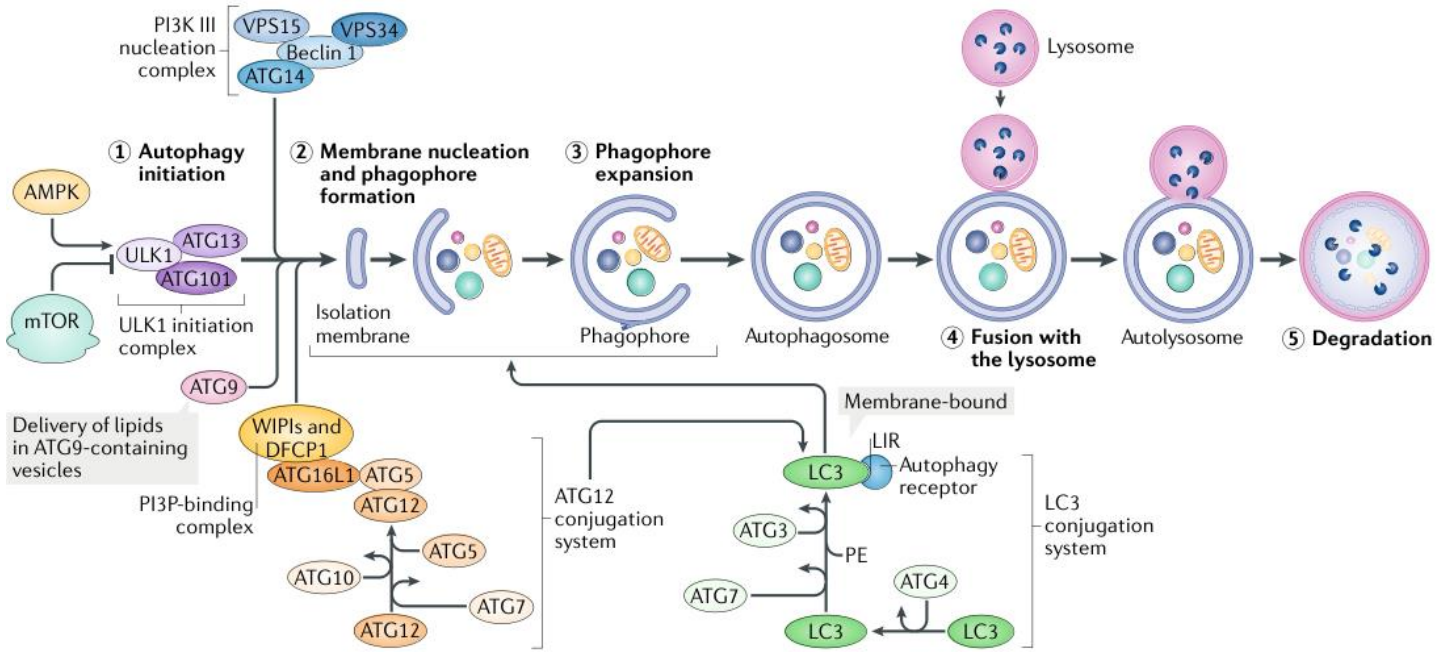 PI3K III
nucleation
complex
VPS15
VPS34
Beclin 1
ATG14
Lysosome
1 Autophagy
initiation
2 Membrane nucleation
and phagophore
formation
3 Phagophore
expansion
AMPK
ULK1
ATG13
ATG101
mTOR
ULK1 initiation
complex
Isolation
membrane
Phagophore
Autophagosome
4 Fusion with
the lysosome
Autolysosome
5 Degradation
ATG9
Delivery of lipids
in ATG9-containing
vesicles
WIPIs and
DFCP1
ATG16L1
ATG5
ATG12
PI3P-binding
complex
ATG5
ATG10
ATG7
ATG12
ATG12
conjugation
system
Membrane-bound
LIR
LC3
Autophagy
receptor
ATG3
PE
ATG7
ATG4
LC3
LC3
LC3
conjugation
system